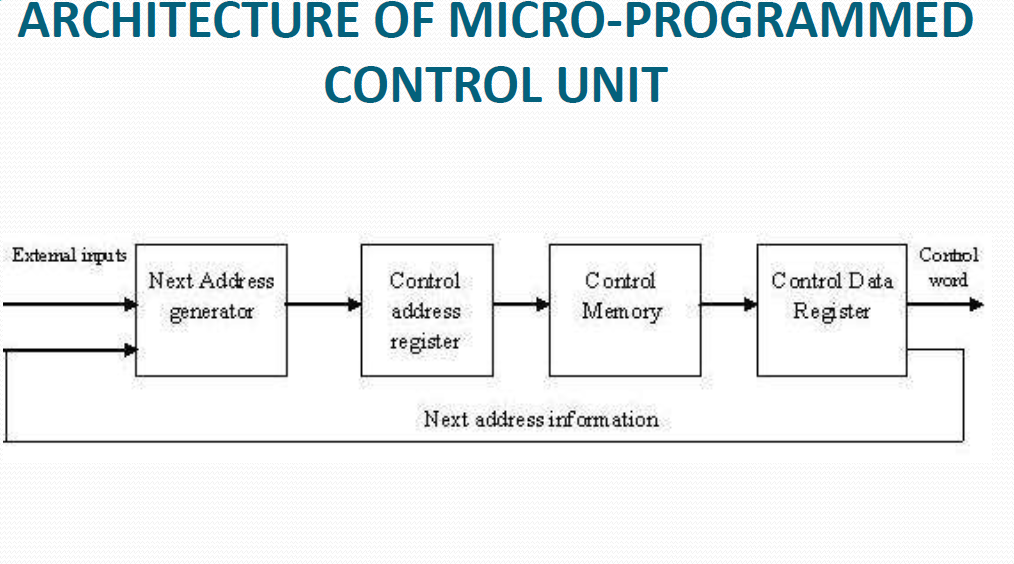 ARCHITECTURE OF MICRO-PROGRAMMED
CONTROL UNIT
External inputs
Next Address
generator
Control
address
register
Control
Memory
Control Data
Register
Control
word
Next address information